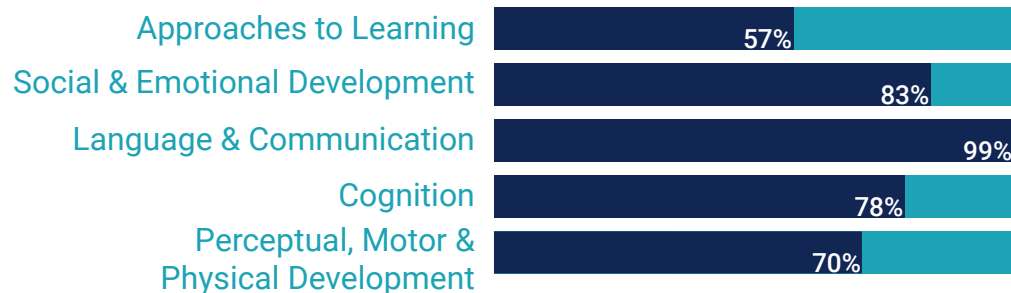 Approaches to Learning
57%
Social & Emotional Development
83%
Language & Communication
99%
Cognition
78%
Perceptual, Motor &
Physical Development
70%